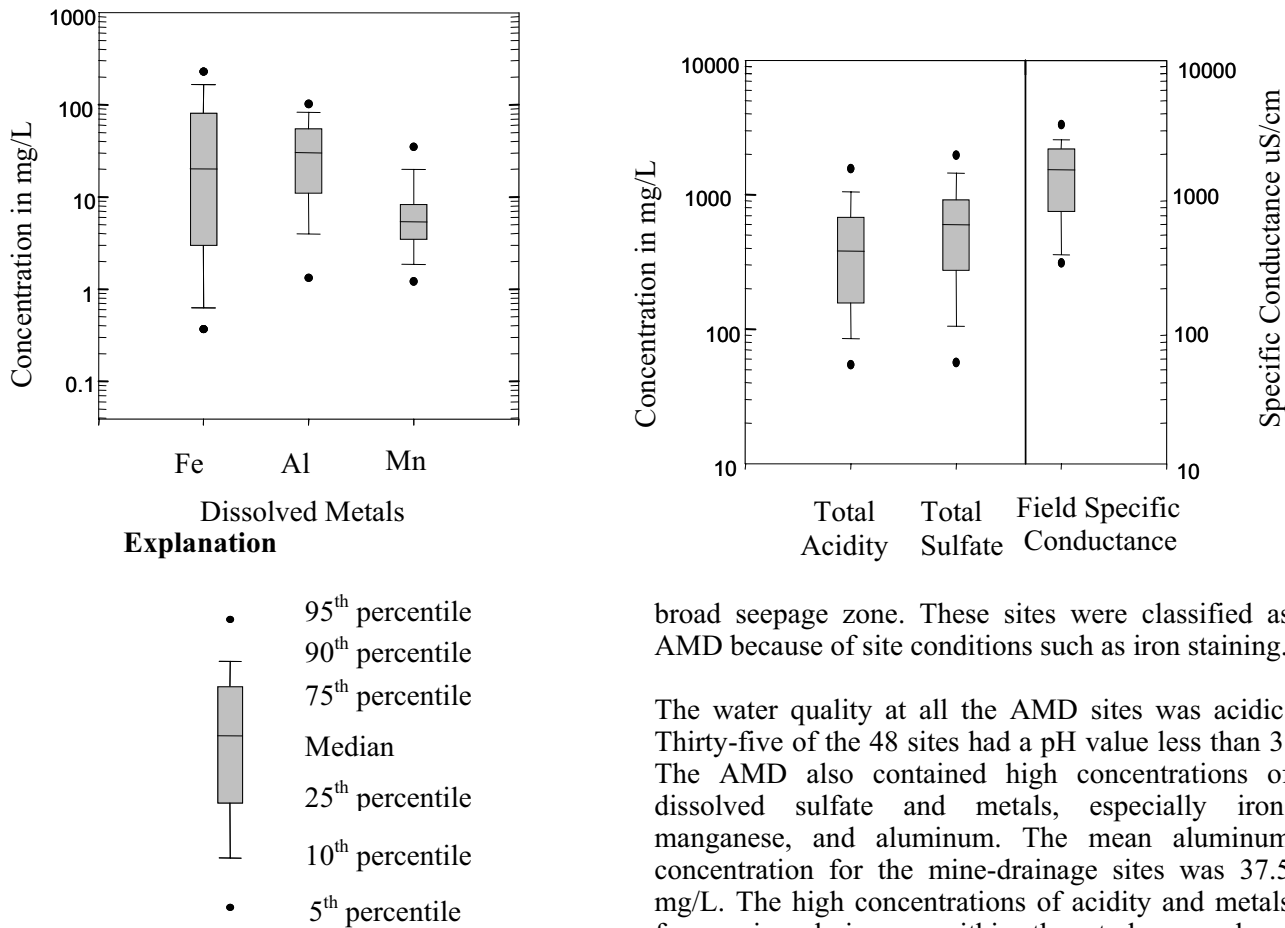 1000
100
10
1
0.1
Concentration in mg/L
Fe
Al
Mn
Dissolved Metals
Explanation
95th percentile
90th percentile
75th percentile
Median
25th percentile
10th percentile
5th percentile
10000
1000
100
10
Concentration in mg/L
10000
1000
100
10
Specific Conductance uS/cm
Total Acidity
Total Sulfate
Field Specific Conductance
broad seepage zone. These sites were classified as
AMD because of site conditions such as iron staining.
The water quality at all the AMD sites was acidic
Thirty-five of the 48 sites had a pH value less than 3
The AMD also contained high concentrations of
dissolved sulfate and metals, especially iron
manganese, and aluminum. The mean aluminum
concentration for the mine-drainage sites was 37.5
mg/L. The high concentrations of acidity and metals